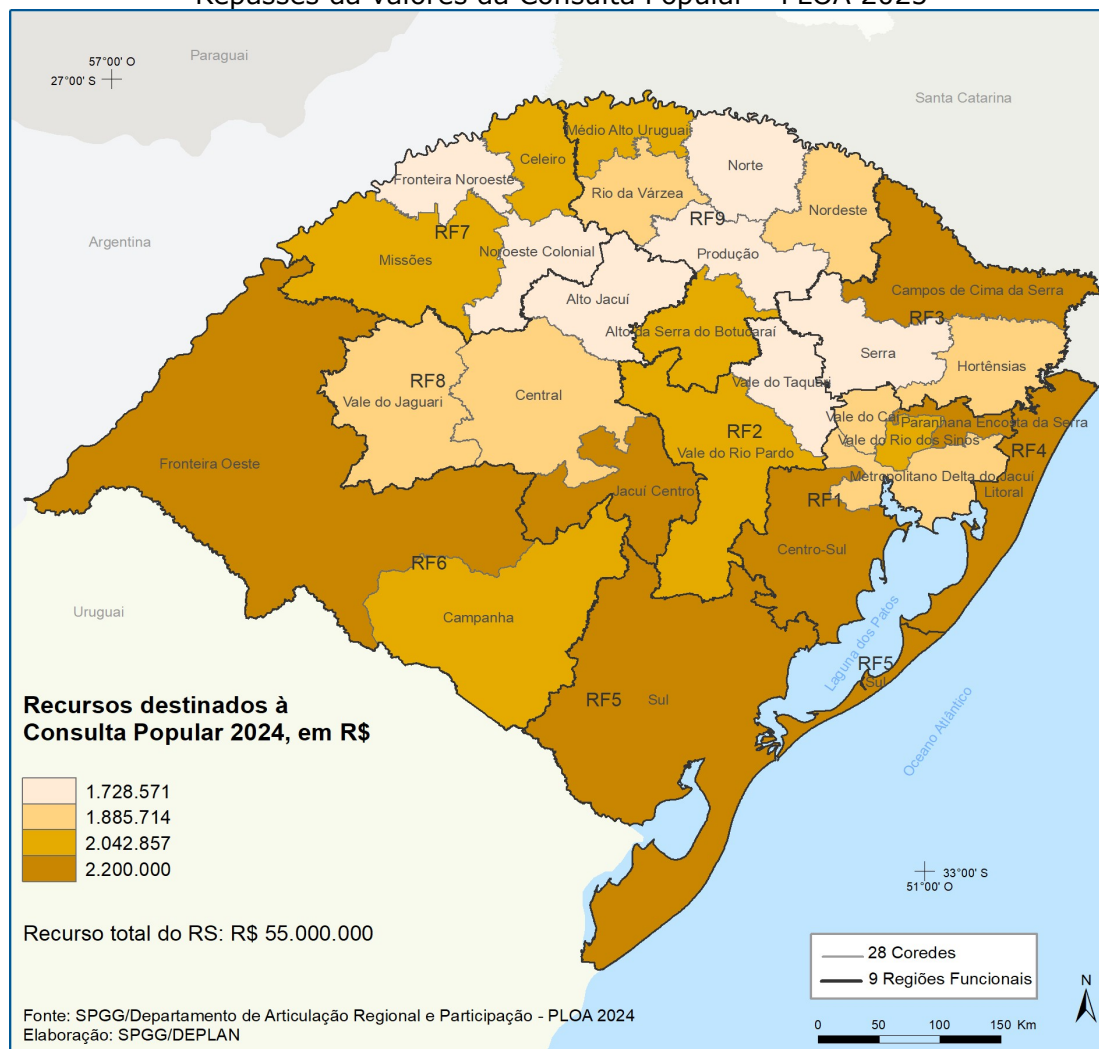 Repasses da Valores da Consulta Popular – PLOA 2025
57°00' O
27°00' S
Paraguai
Santa Catarina
Argentina
Uruguai
Médio Alto Uruguai
Celeiro
Norte
Fronteira Noroeste
Rio da Várzea
Nordeste
RF9
RF7
Noroeste Colonial
Produção
Missões
Campos de Cima da Serra
Alto Jacuí
RF3
Alto da Serra do Botucaraí
Serra
Hortênsias
RF8
Vale do Taquari
Central
Vale do Jaguari
Vale do Caí
Paranhana Encosta da Serra
RF2
Vale do Rio dos Sinos
RF4
Vale do Rio Pardo
Fronteira Oeste
Metropolitano Delta do Jacuí
Jacuí Centro
Litoral
RF1
Centro-Sul
RF6
Campanha
Laguna dos Patos
RF5
Sul
RF5
Sul
Oceano Atlântico
Recursos destinados à
Consulta Popular 2024, em R$
1.728.571
1.885.714
2.042.857
2.200.000
33°00' S
51°00' O
Recurso total do RS: R$ 55.000.000
28 Coredes
9 Regiões Funcionais
N
Fonte: SPGG/Departamento de Articulação Regional e Participação - PLOA 2024
Elaboração: SPGG/DEPLAN
0 50 100 150 Km